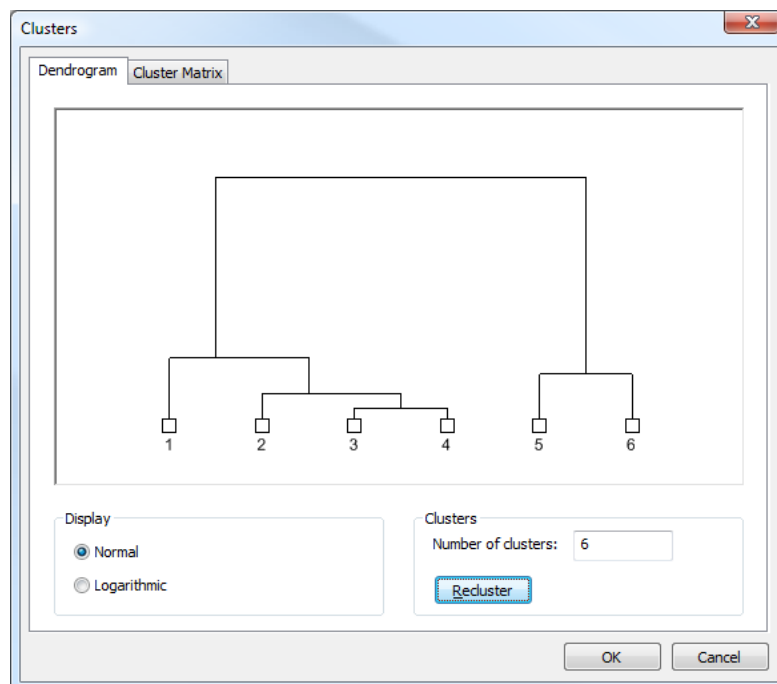 Clusters
Dendrogram Cluster Matrix
1 2 3 4 5 6
Display
Normal
Logarithmic
Clusters
Number of clusters: 6
Recluster
OK Cancel